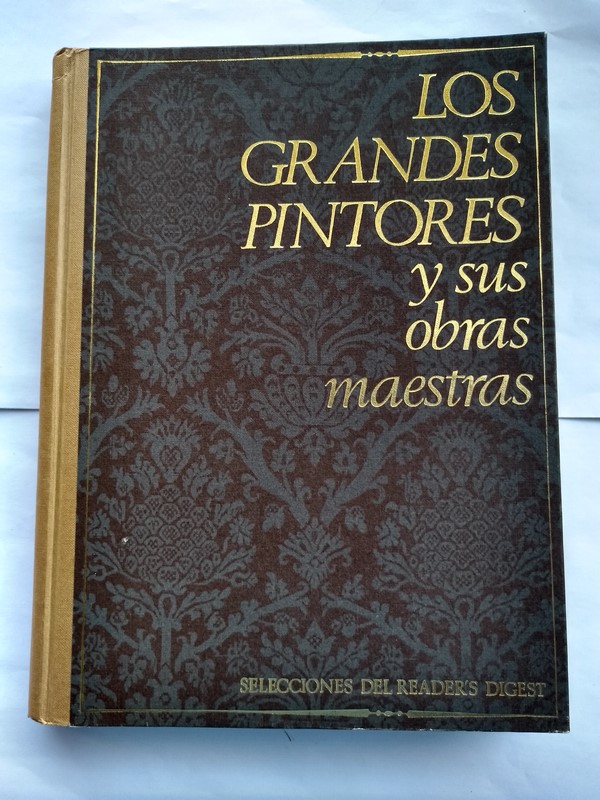 LOS
GRANDES
PINTORES
y sus
obras
maestras
SELECCIONES DEL READER'S DIGEST